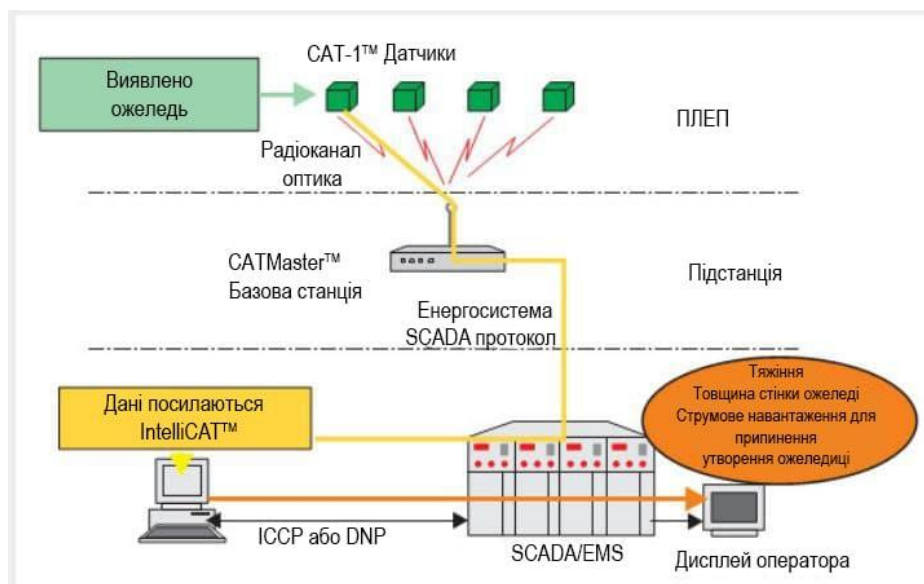 CAT-1™ Датчики
Виявлено
ожеледь
ПЛЕП
Радіоканал
оптика
CATMaster™
Базова станція
Підстанція
Енергосистема
SCADA протокол
Тяжіння
Товщина стінки ожеледі
Струмове навантаження для
припинення
утворення ожеледиці
Дані посилаються
IntelliCAT™
ICCP або DNP
SCADA/EMS
Дисплей оператора